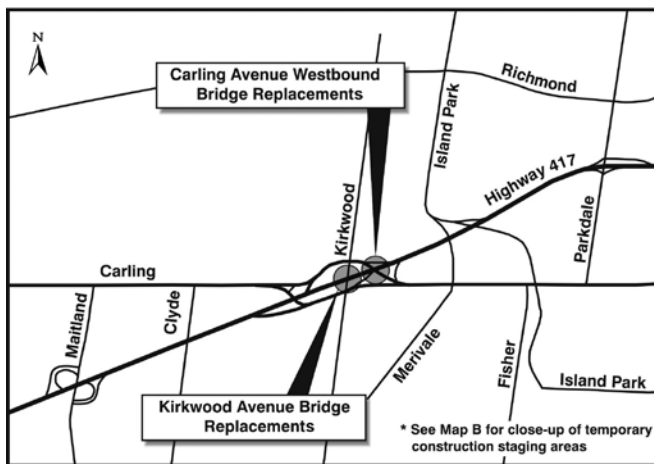 N
Carling Avenue Westbound
Bridge Replacements
Richmond
Island Park
Highway 417
Kirkwood
Parkdale
Carling
Maitland
Clyde
Merivale
Fisher
Island Park
Kirkwood Avenue Bridge
Replacements
* See Map B for close-up of temporary
construction staging areas